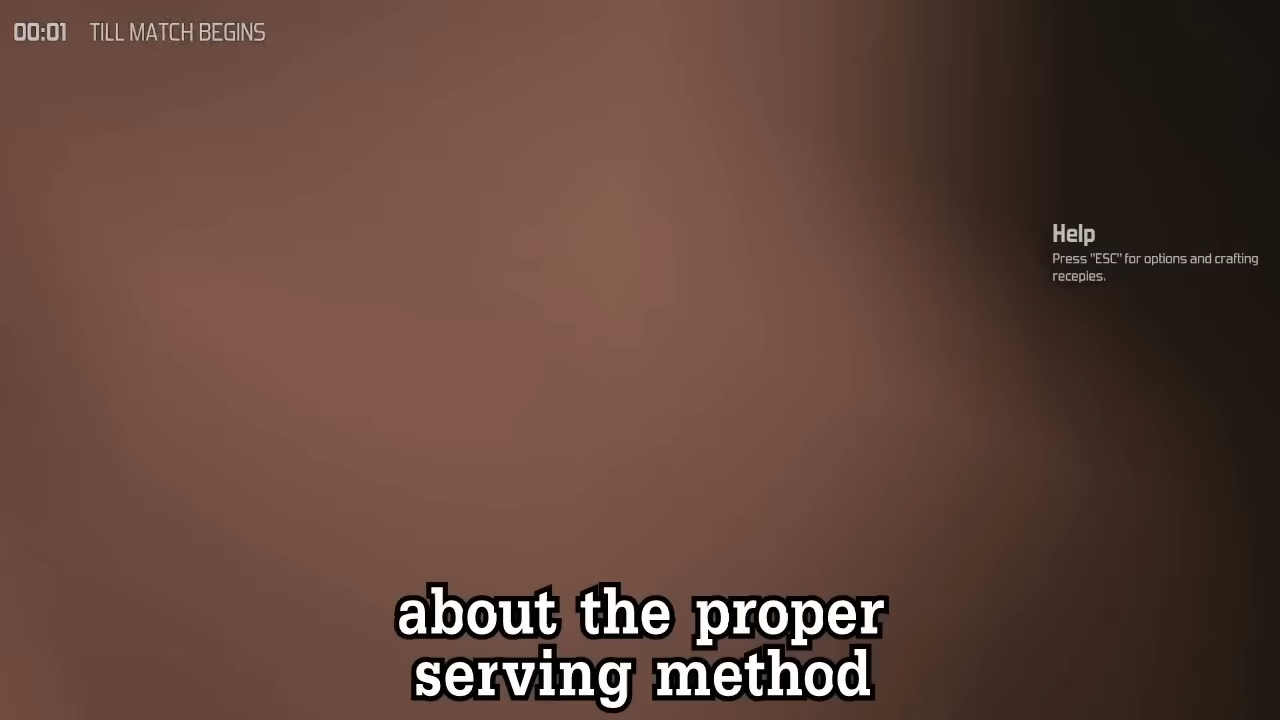 00:01 TILL MATCH BEGINS
Help
Press "ESC" for options and crafting
recepies.
about the proper
serving method